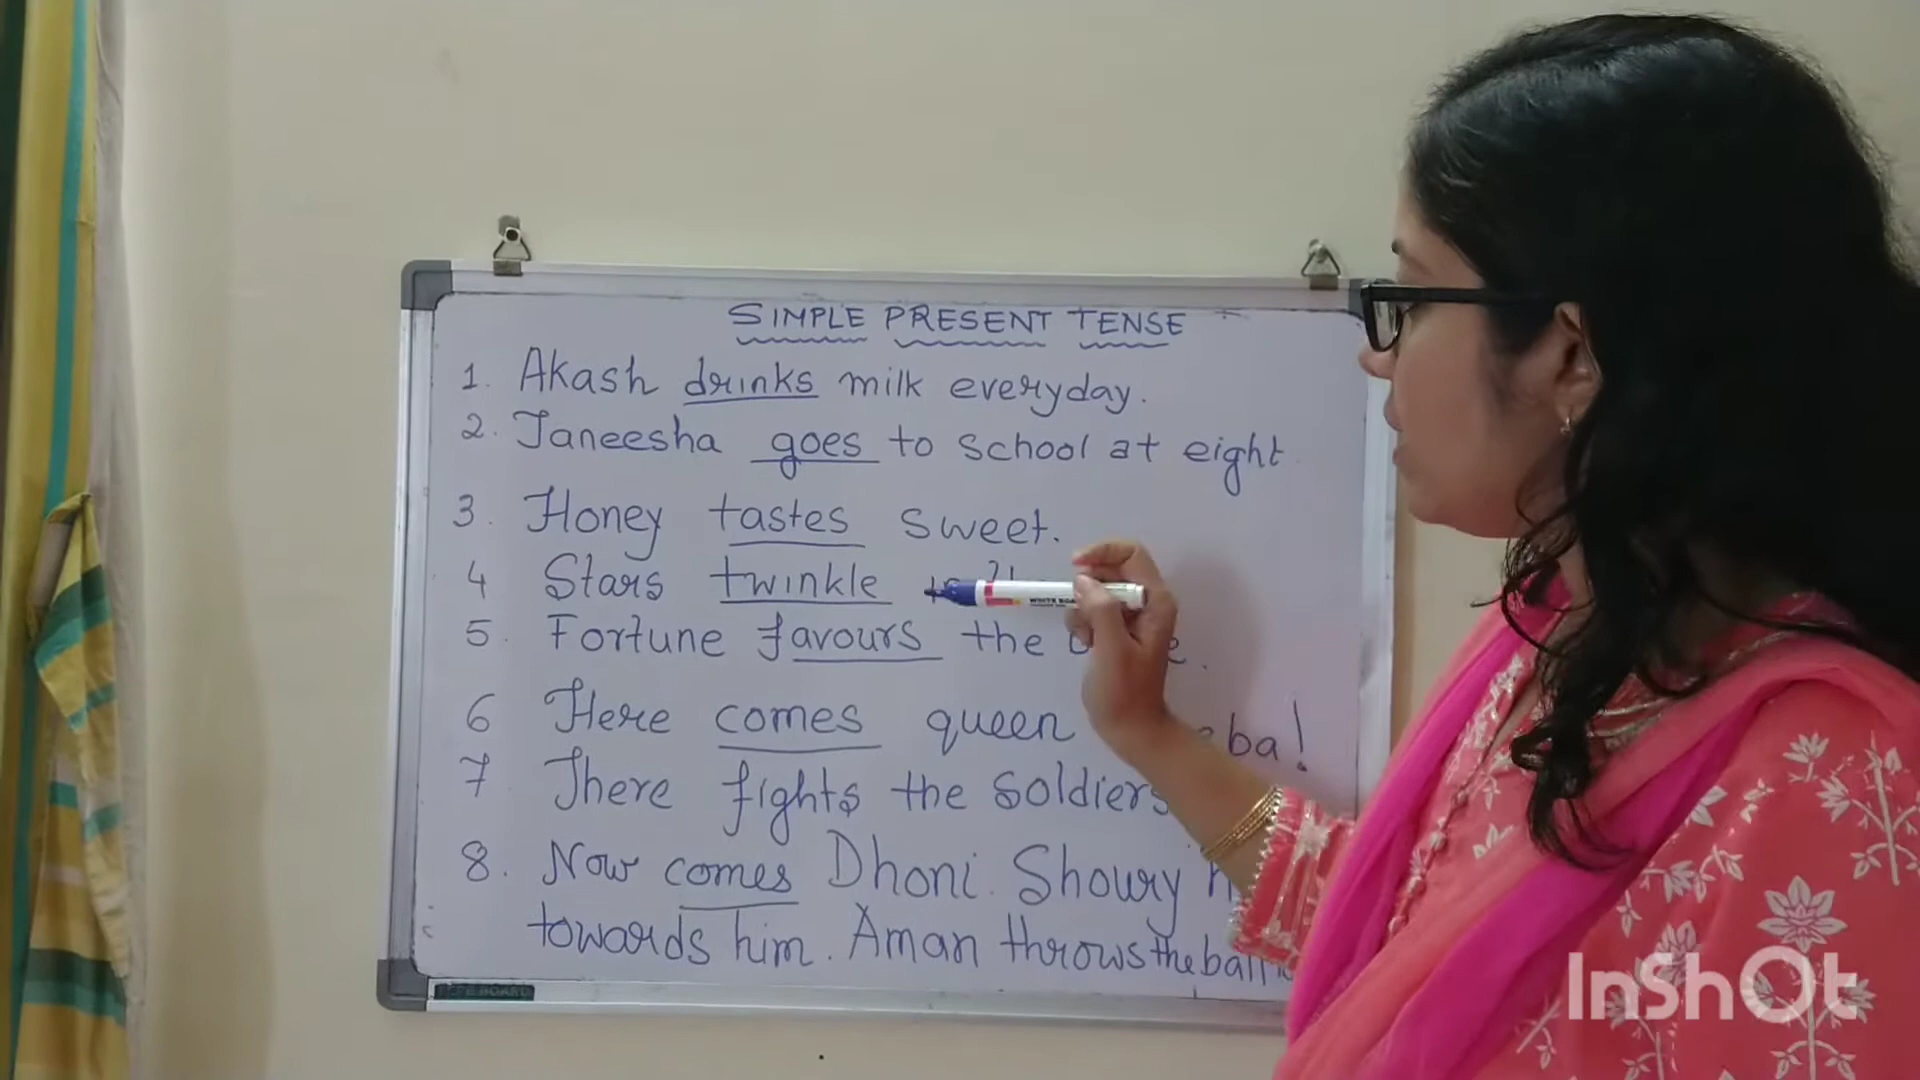 SIMPLE PRESENT TENSE
1. Akash drinks milk everyday.
2. Janeesha goes to school at eight
3. Honey tastes sweet.
4 Stars twinkle
5. Fortune favours the
6 Here comes queen
7 There fights the soldiers
8. Now comes Dhoni. Showry
towards him. Aman throws the ball
WHITE
InShOt